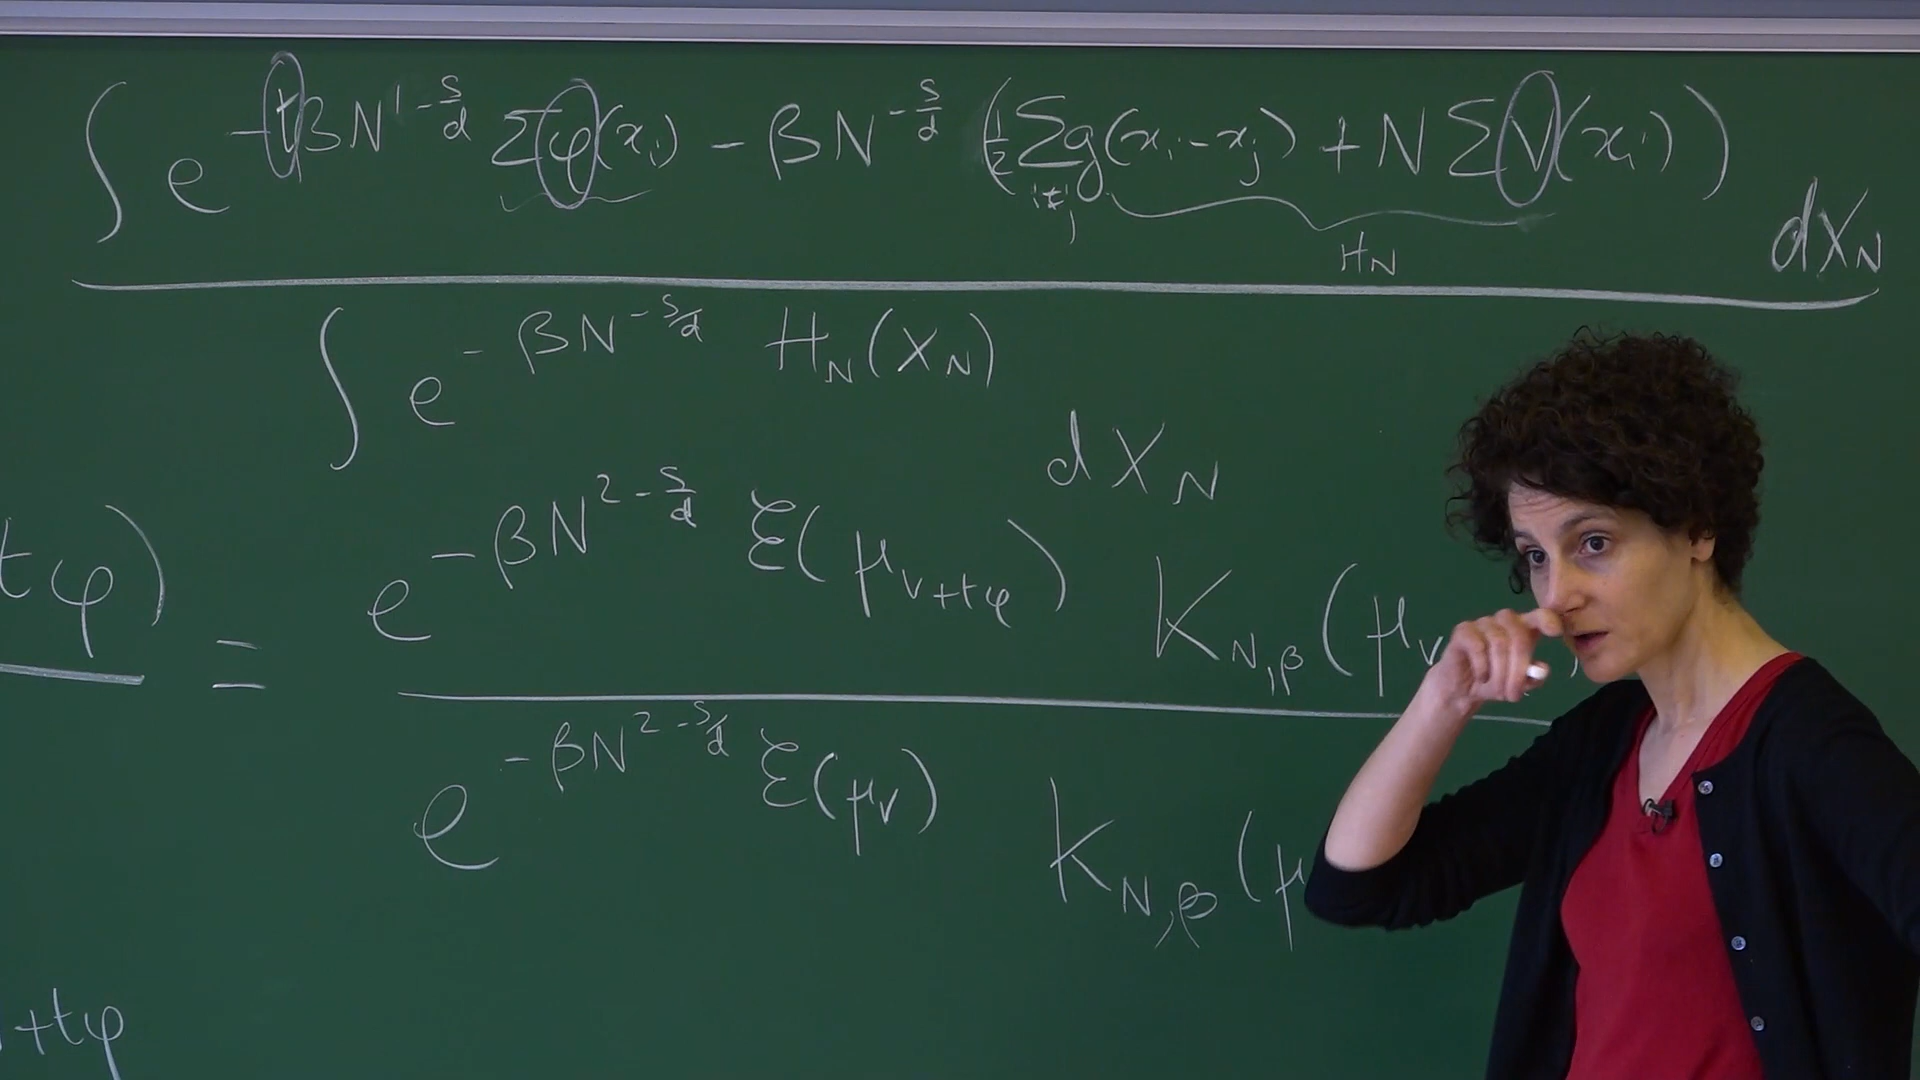 ∫ e^{-tβN^{1-s/d} Σφ(x_i) - βN^{-s/d} (½ Σ_{i≠j} g(x_i-x_j) + N Σ V(x_i))} dX_N
H_N
∫ e^{-βN^{-s/d} H_N(X_N)} dX_N
tφ) = e^{-βN^{2-s/d} ℰ(μ_{V+tφ})} K_{N,β}(μ_V
e^{-βN^{2-s/d} ℰ(μ_V)} K_{N,β}(μ
+tφ